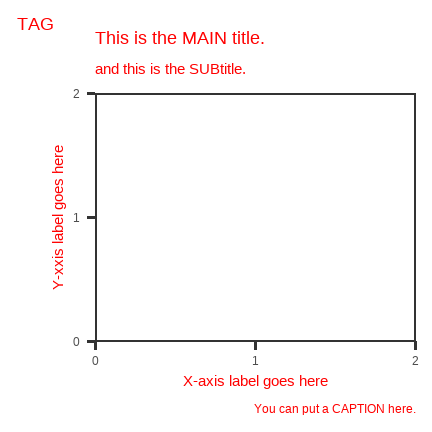 TAG
This is the MAIN title.
and this is the SUBtitle.
2
Y-xxis label goes here
1
0
0 1 2
X-axis label goes here
You can put a CAPTION here.